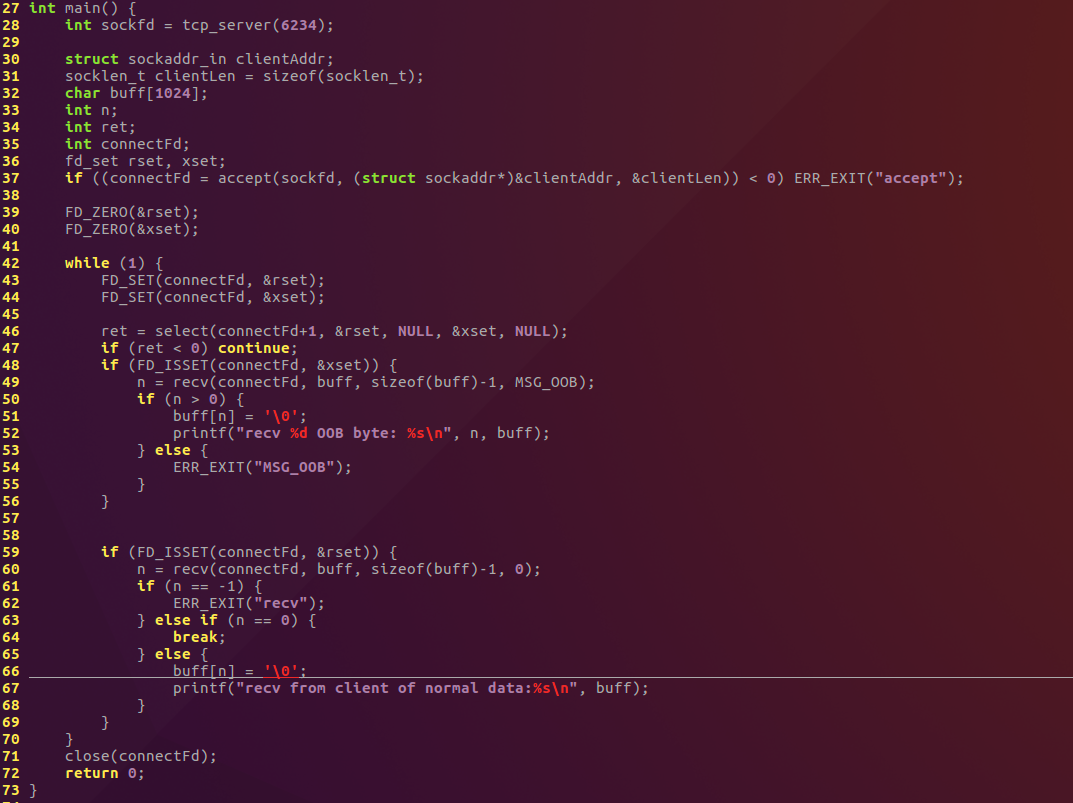 27 int main() {
28     int sockfd = tcp_server(6234);
29
30     struct sockaddr_in clientAddr;
31     socklen_t clientLen = sizeof(socklen_t);
32     char buff[1024];
33     int n;
34     int ret;
35     int connectFd;
36     fd_set rset, xset;
37     if ((connectFd = accept(sockfd, (struct sockaddr*)&clientAddr, &clientLen)) < 0) ERR_EXIT("accept");
38
39     FD_ZERO(&rset);
40     FD_ZERO(&xset);
41
42     while (1) {
43         FD_SET(connectFd, &rset);
44         FD_SET(connectFd, &xset);
45
46         ret = select(connectFd+1, &rset, NULL, &xset, NULL);
47         if (ret < 0) continue;
48         if (FD_ISSET(connectFd, &xset)) {
49             n = recv(connectFd, buff, sizeof(buff)-1, MSG_OOB);
50             if (n > 0) {
51                 buff[n] = '\0';
52                 printf("recv %d OOB byte: %s\n", n, buff);
53             } else {
54                 ERR_EXIT("MSG_OOB");
55             }
56         }
57
58
59         if (FD_ISSET(connectFd, &rset)) {
60             n = recv(connectFd, buff, sizeof(buff)-1, 0);
61             if (n == -1) {
62                 ERR_EXIT("recv");
63             } else if (n == 0) {
64                 break;
65             } else {
66                 buff[n] = '\0';
67                 printf("recv from client of normal data:%s\n", buff);
68             }
69         }
70     }
71     close(connectFd);
72     return 0;
73 }